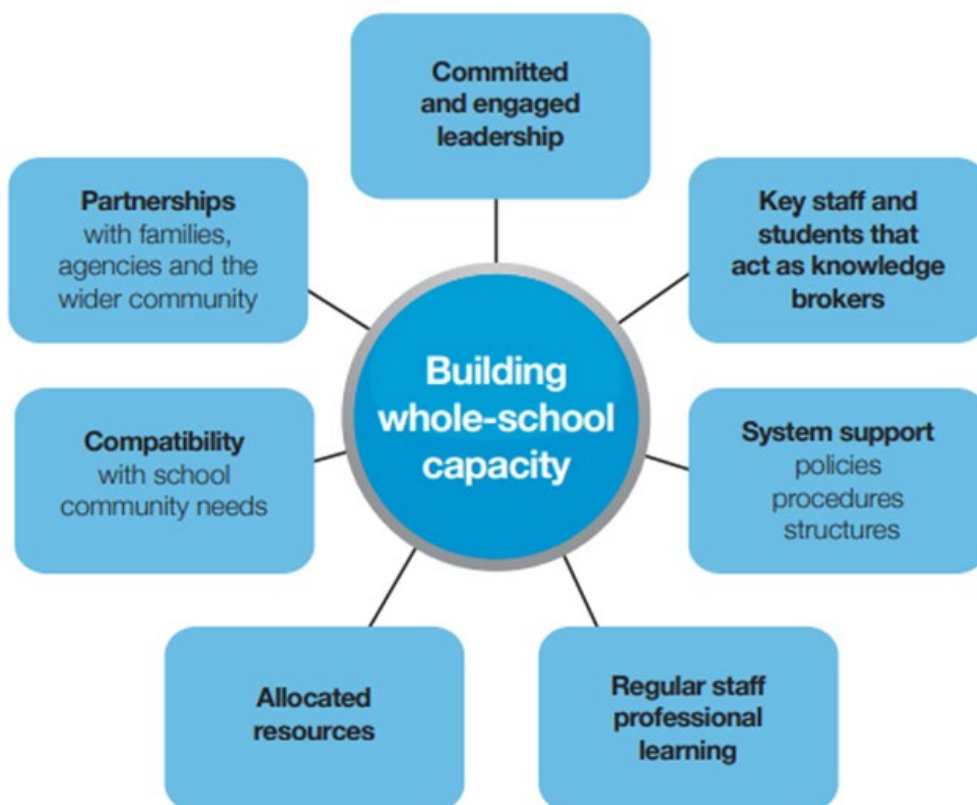 Committed
and engaged
leadership
Partnerships
with families,
agencies and the
wider community
Key staff and
students that
act as knowledge
brokers
Building
whole-school
capacity
Compatibility
with school
community needs
System support
policies
procedures
structures
Allocated
resources
Regular staff
professional
learning